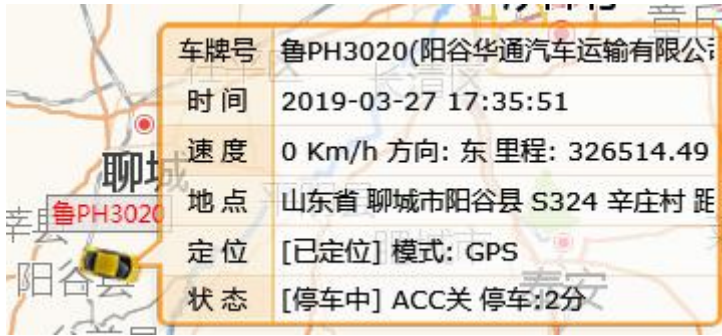 车牌号 鲁PH3020(阳谷华通汽车运输有限公
时间 2019-03-27 17:35:51
速度 0 Km/h 方向: 东 里程: 326514.49
地点 山东省 聊城市阳谷县 S324 辛庄村 距
定位 [已定位] 模式: GPS
状态 [停车中] ACC关 停车:2分
聊城
鲁PH3020
莘县
阳谷县
泰安